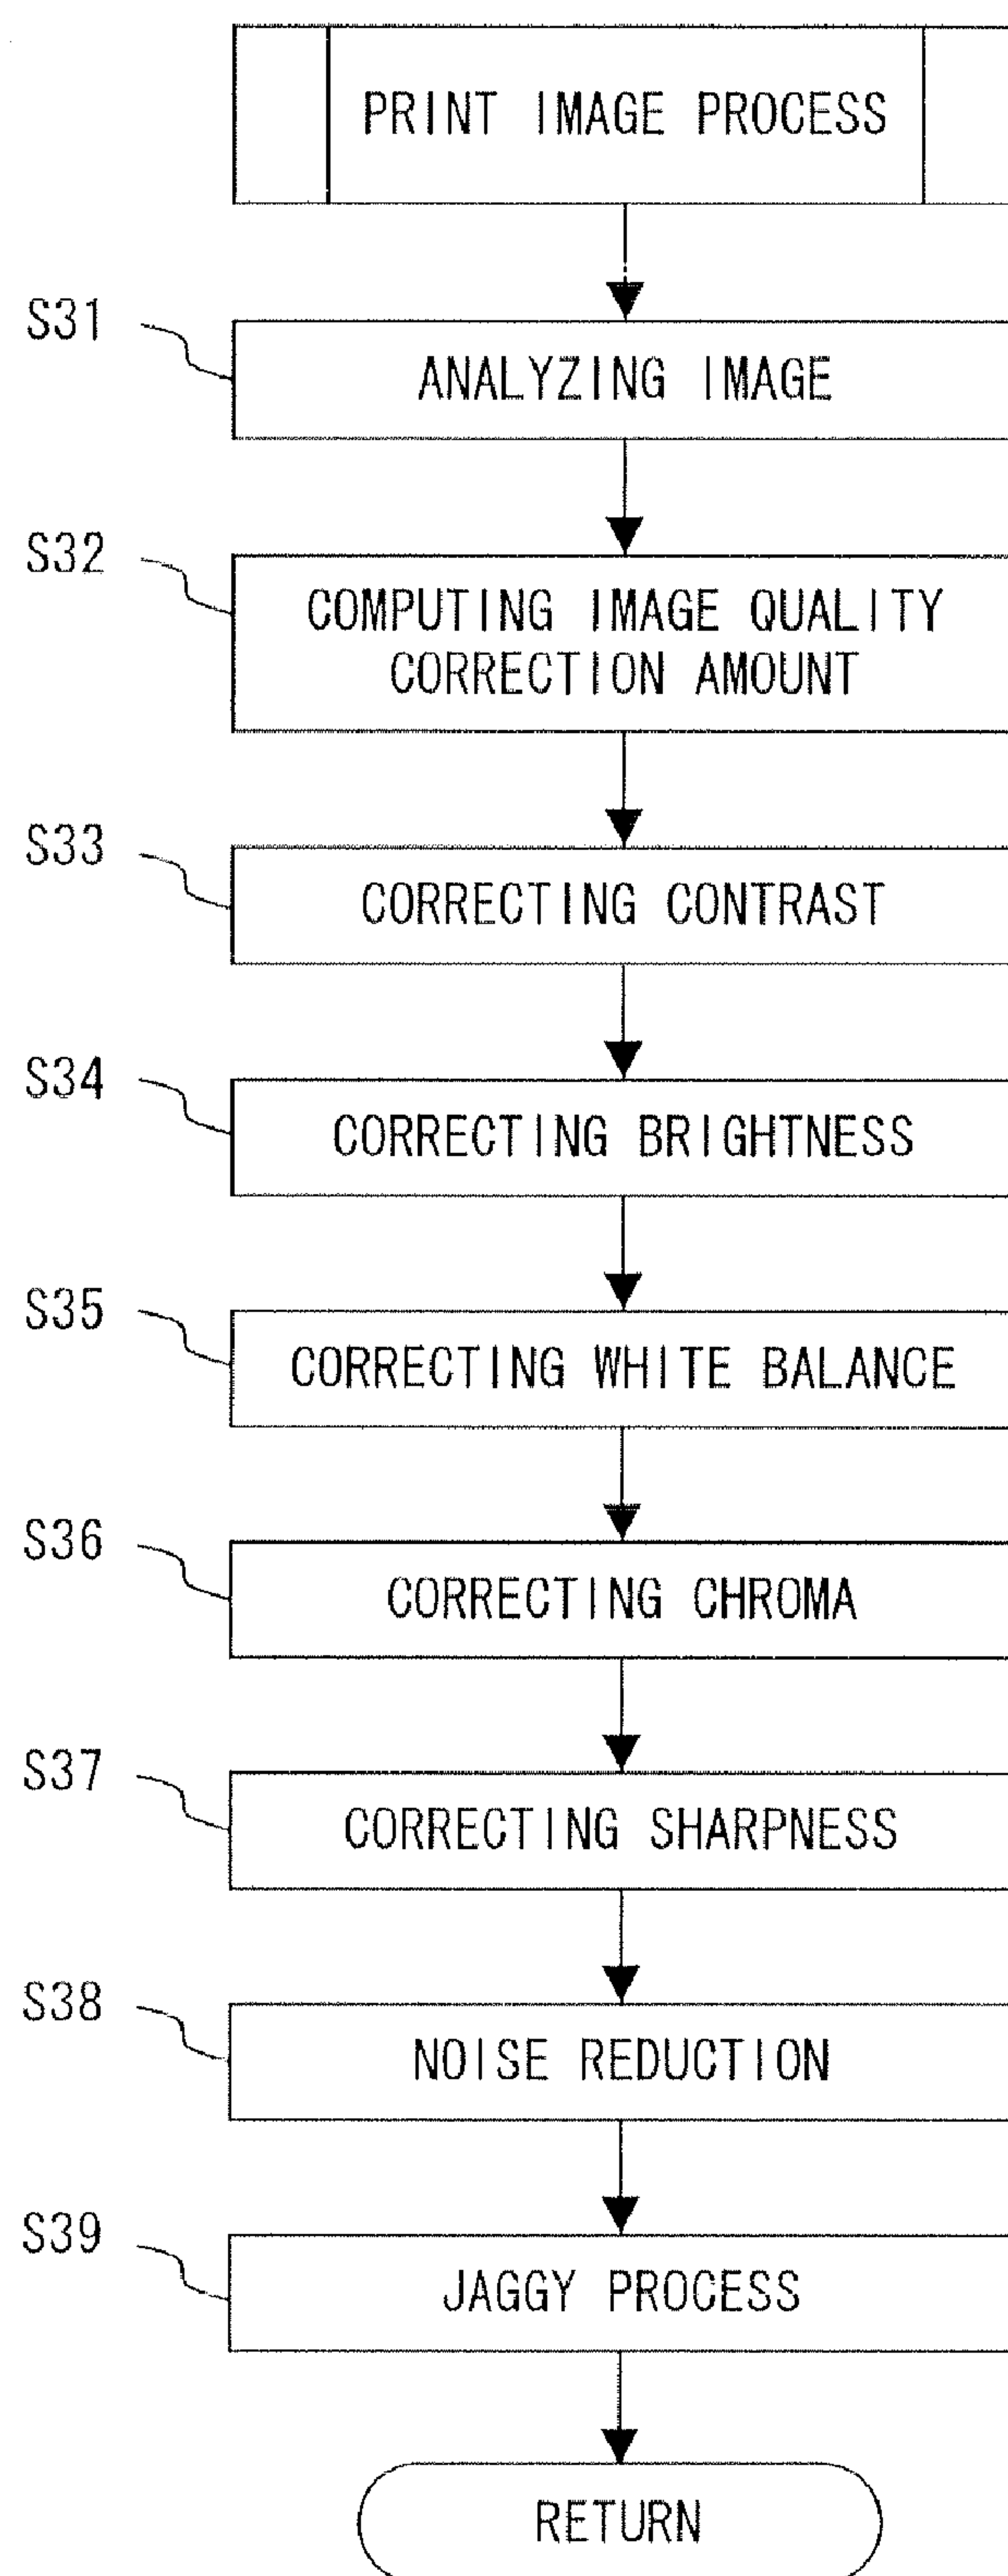 PRINT IMAGE PROCESS
S31
ANALYZING IMAGE
S32
COMPUTING IMAGE QUALITY
CORRECTION AMOUNT
S33
CORRECTING CONTRAST
S34
CORRECTING BRIGHTNESS
S35
CORRECTING WHITE BALANCE
S36
CORRECTING CHROMA
S37
CORRECTING SHARPNESS
S38
NOISE REDUCTION
S39
JAGGY PROCESS
RETURN